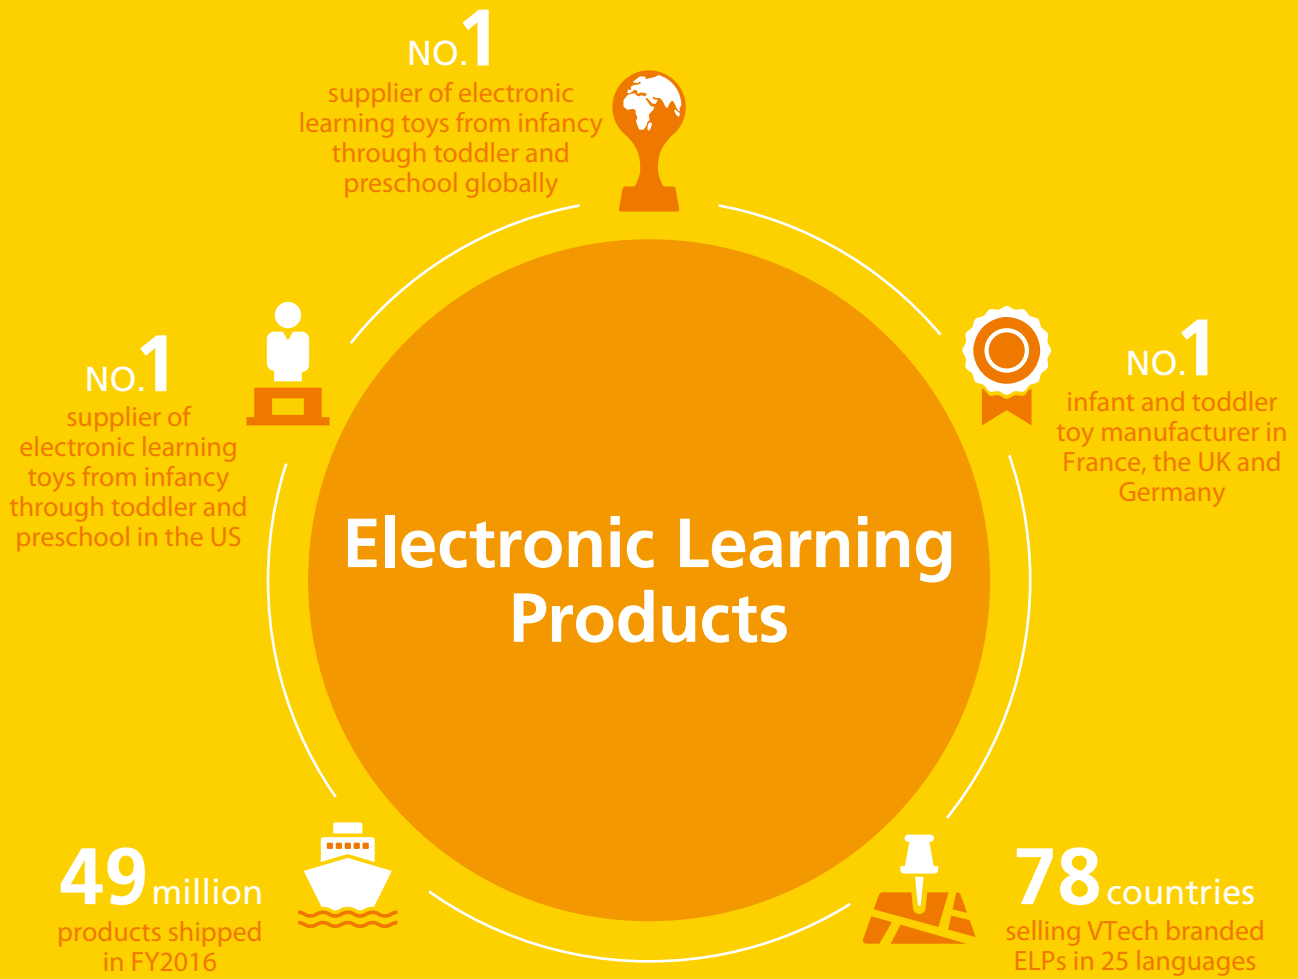 NO.1
supplier of electronic
learning toys from infancy
through toddler and
preschool globally
NO.1
supplier of
electronic learning
toys from infancy
through toddler and
preschool in the US
NO.1
infant and toddler
toy manufacturer in
France, the UK and
Germany
Electronic Learning
Products
49 million
products shipped
in FY2016
78 countries
selling VTech branded
ELPs in 25 languages